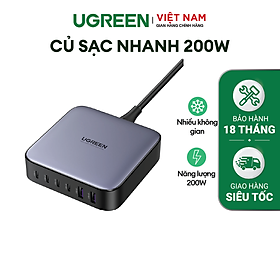 UGREEN | VIỆT NAM
GIAN HÀNG CHÍNH HÃNG
CỦ SẠC NHANH 200W
Nhiều không
gian
Năng lượng
200W
BẢO HÀNH
18 THÁNG
GIAO HÀNG
SIÊU TỐC
UGREEN